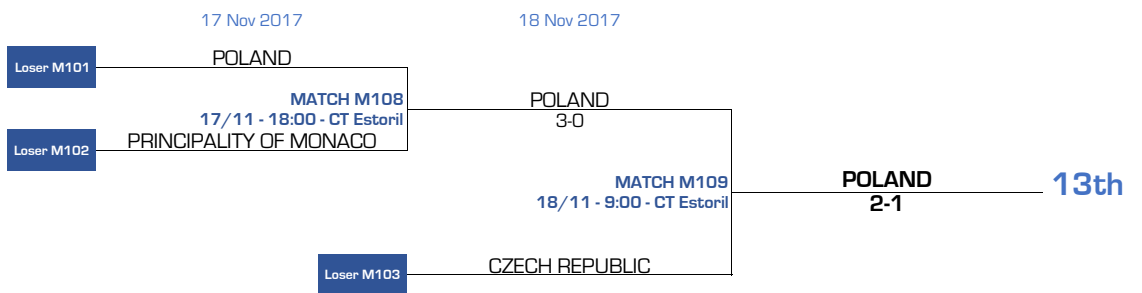 17 Nov 2017
18 Nov 2017
Loser M101
POLAND
MATCH M108
17/11 - 18:00 - CT Estoril
POLAND
3-0
Loser M102
PRINCIPALITY OF MONACO
MATCH M109
18/11 - 9:00 - CT Estoril
POLAND
2-1
13th
Loser M103
CZECH REPUBLIC